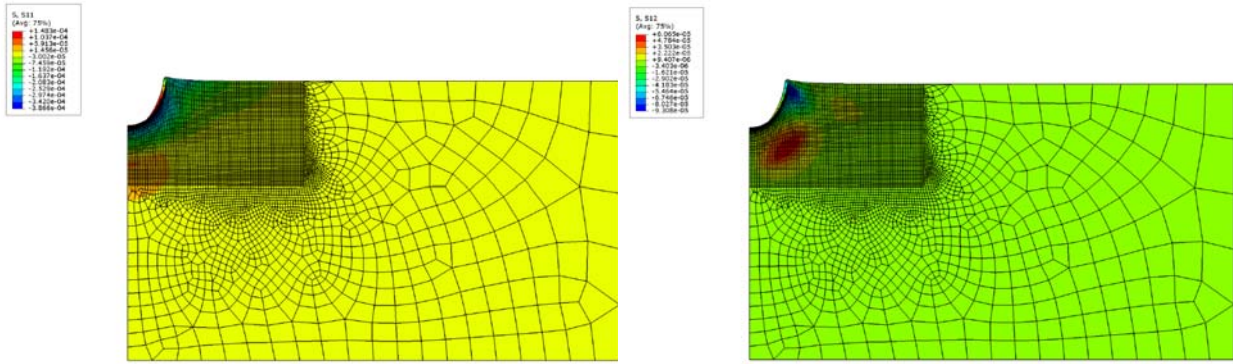 S, S11
(Avg: 75%)
+1.483e-04
+1.037e-04
+5.913e-05
+1.456e-05
-3.002e-05
-7.459e-05
-1.192e-04
-1.637e-04
-2.083e-04
-2.529e-04
-2.974e-04
-3.420e-04
-3.866e-04
S, S12
(Avg: 75%)
+6.065e-05
+4.784e-05
+3.503e-05
+2.222e-05
+9.407e-06
-3.403e-06
-1.621e-05
-2.902e-05
-4.183e-05
-5.464e-05
-6.746e-05
-8.027e-05
-9.308e-05